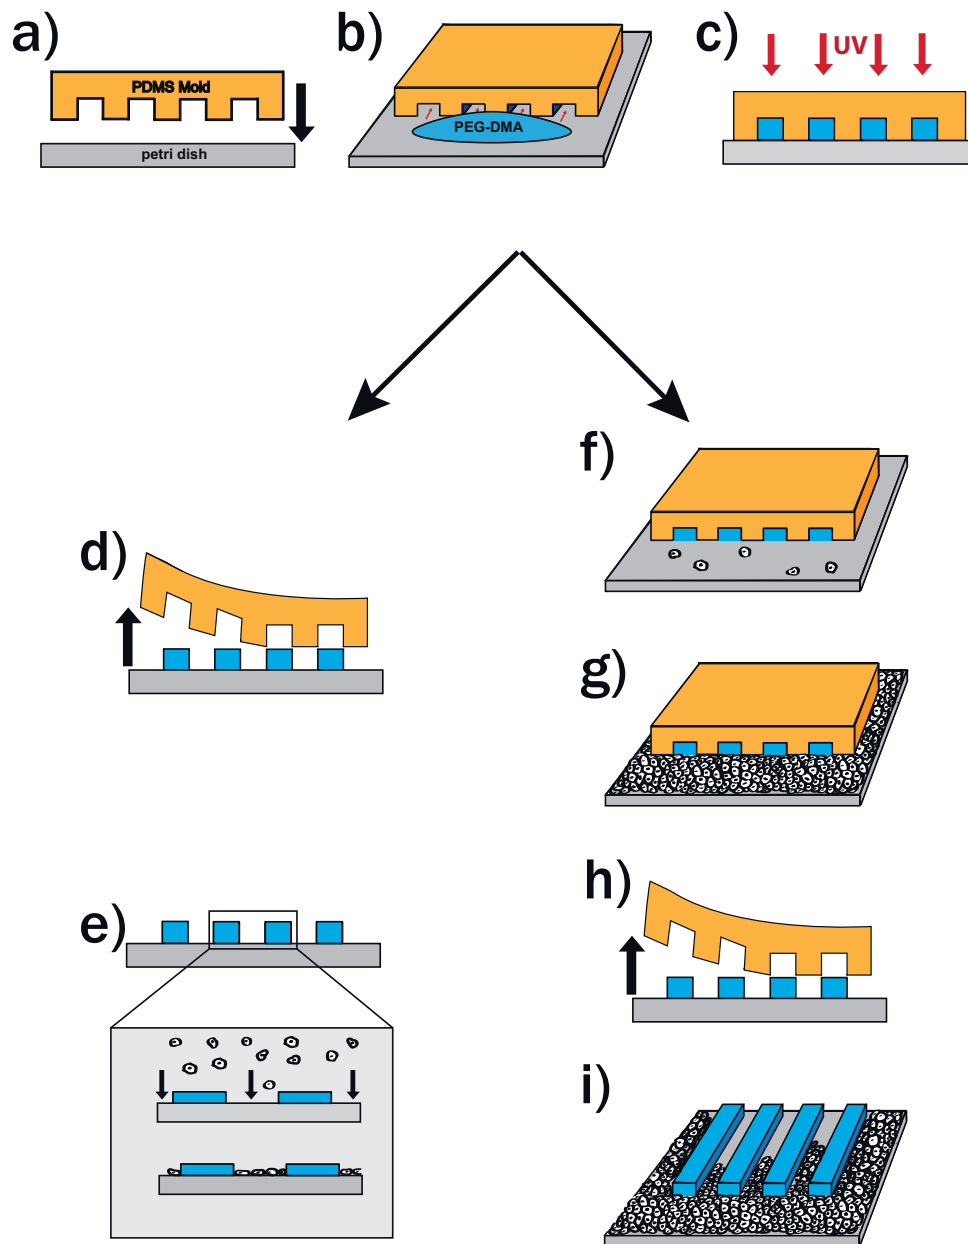 a)
PDMS Mold
petri dish
b)
PEG-DMA
c)
UV
d)
e)
f)
g)
h)
i)